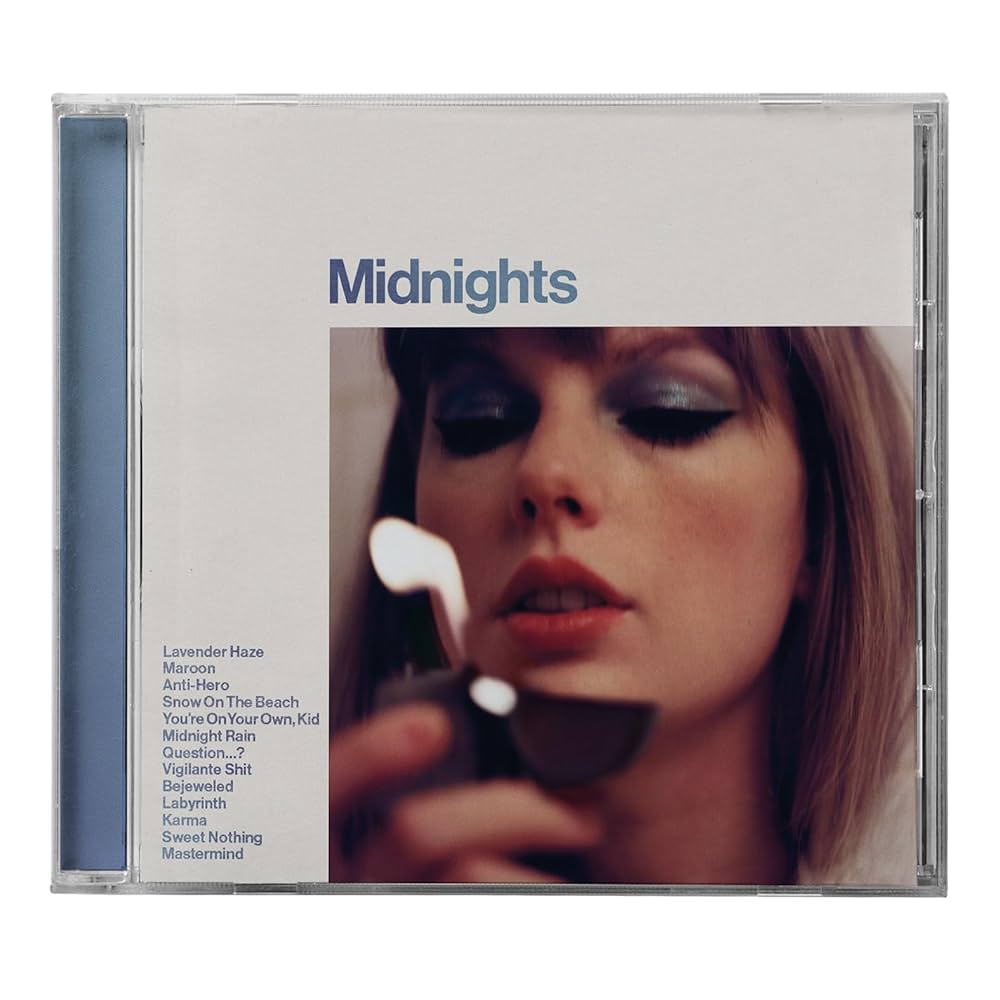 Midnights
Lavender Haze
Maroon
Anti-Hero
Snow On The Beach
You're On Your Own, Kid
Midnight Rain
Question...?
Vigilante Shit
Bejeweled
Labyrinth
Karma
Sweet Nothing
Mastermind